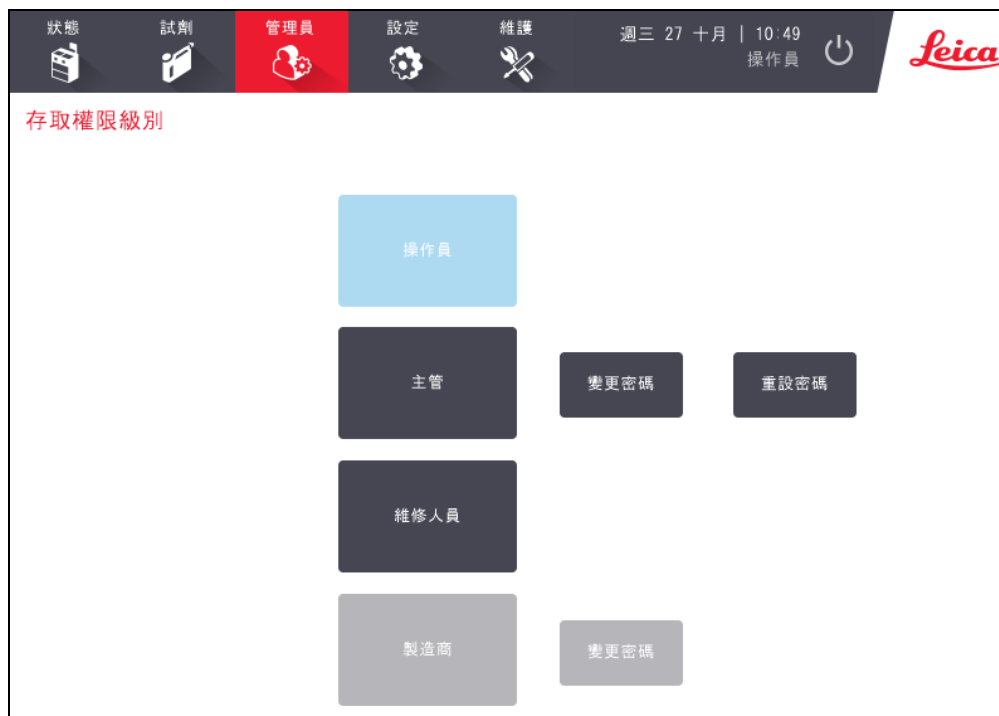 狀態 試劑 管理員 設定 維護 週三 27 十月 | 10:49
操作員
Leica
存取權限級別
操作員
主管 變更密碼 重設密碼
維修人員
製造商 變更密碼